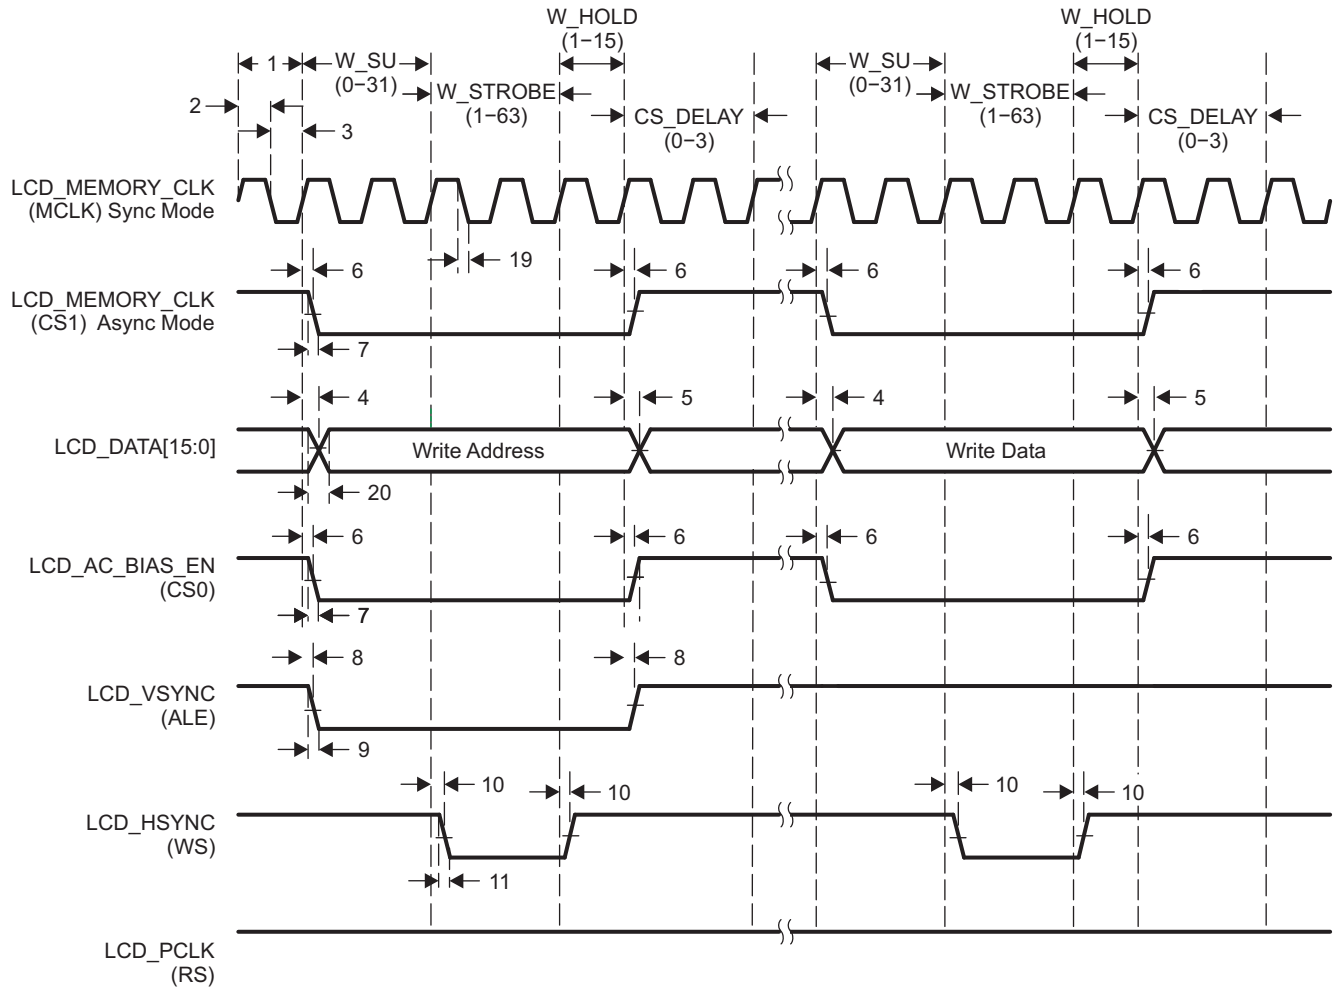 W_HOLD
(1−15)
W_HOLD
(1−15)
1
W_SU
(0−31)
W_SU
(0−31)
2
W_STROBE
(1−63)
W_STROBE
(1−63)
3
CS_DELAY
(0−3)
CS_DELAY
(0−3)
LCD_MEMORY_CLK
(MCLK) Sync Mode
19
6
6
6
6
LCD_MEMORY_CLK
(CS1) Async Mode
7
4
5
4
5
LCD_DATA[15:0]
Write Address
Write Data
20
6
6
6
6
LCD_AC_BIAS_EN
(CS0)
7
8
8
LCD_VSYNC
(ALE)
9
10
10
10
10
LCD_HSYNC
(WS)
11
LCD_PCLK
(RS)